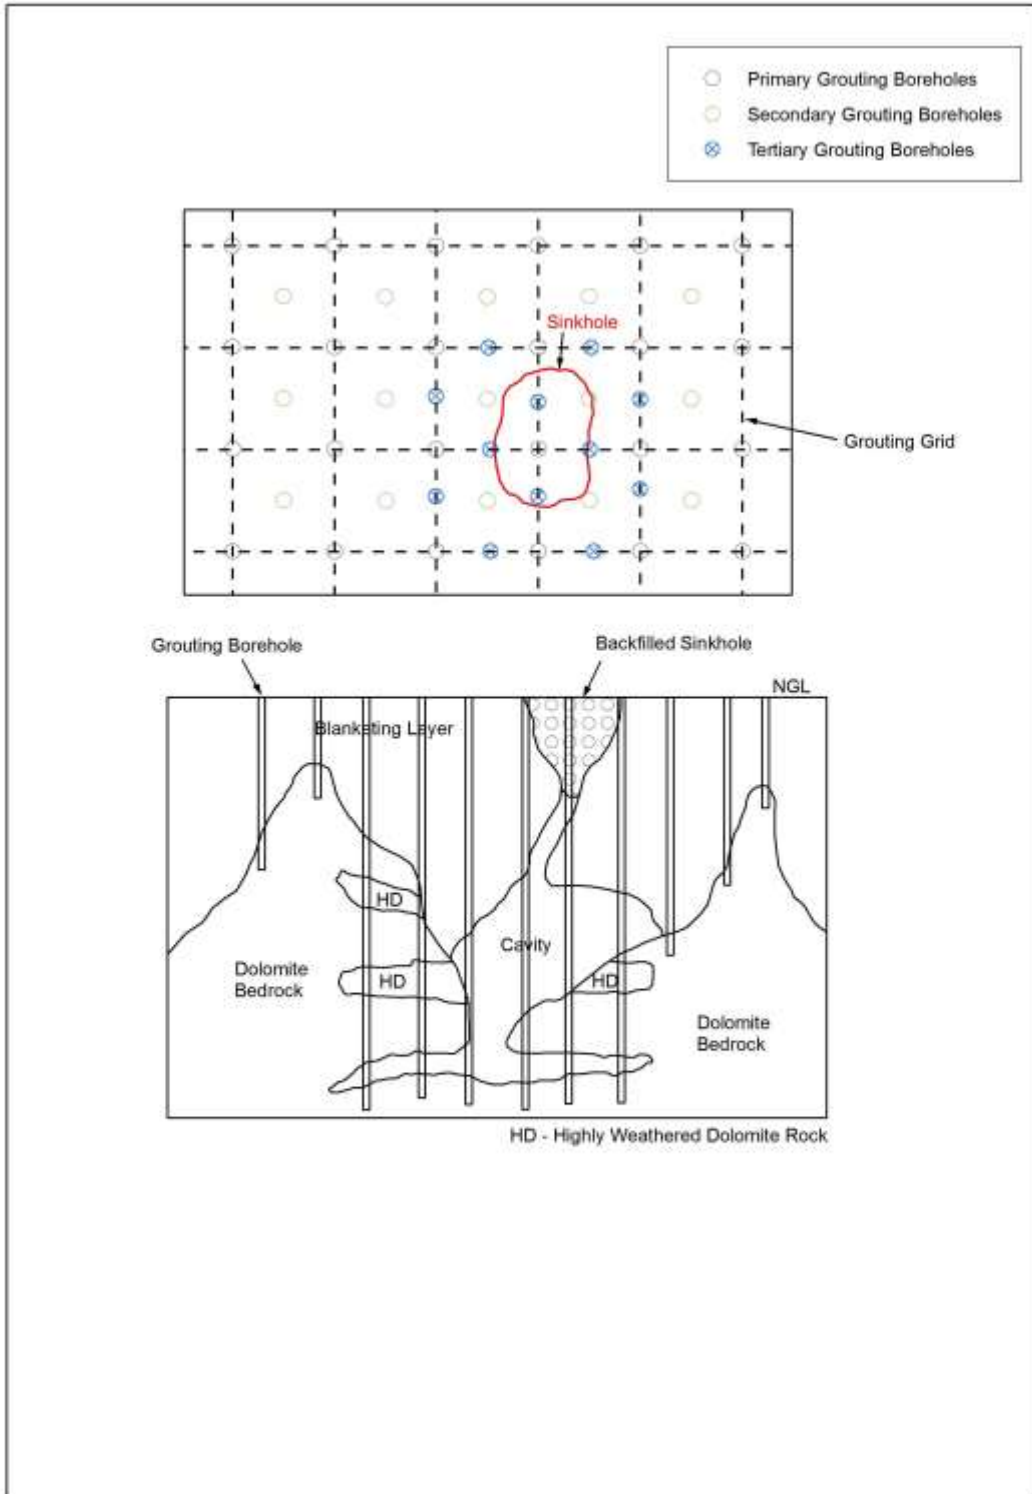 Primary Grouting Boreholes
Secondary Grouting Boreholes
Tertiary Grouting Boreholes
Sinkhole
Grouting Grid
Grouting Borehole
Backfilled Sinkhole
NGL
Blanketing Layer
HD
Cavity
Dolomite
Bedrock
HD
HD
Dolomite
Bedrock
HD - Highly Weathered Dolomite Rock